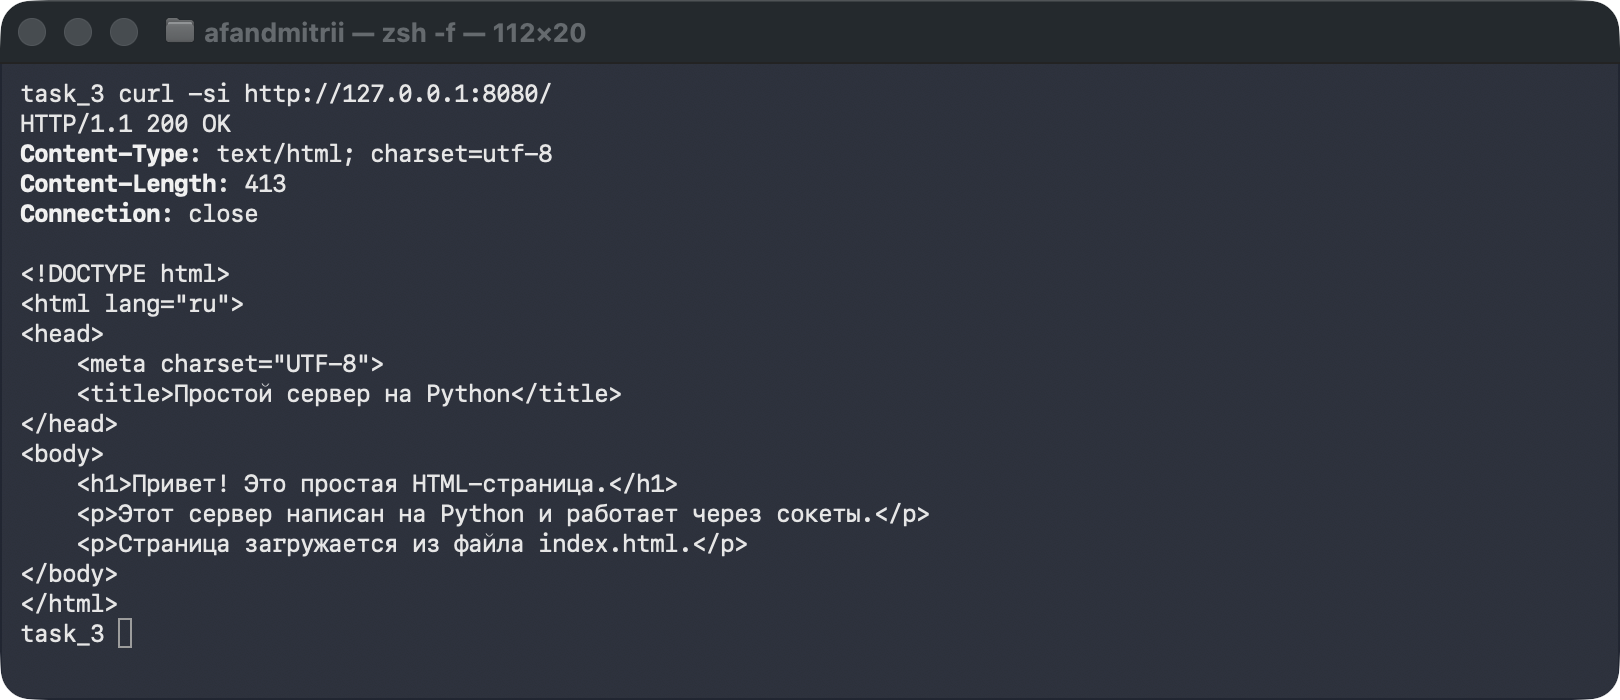 afandmitrii — zsh -f — 112×20
task_3 curl -si http://127.0.0.1:8080/
HTTP/1.1 200 OK
Content-Type: text/html; charset=utf-8
Content-Length: 413
Connection: close

<!DOCTYPE html>
<html lang="ru">
<head>
    <meta charset="UTF-8">
    <title>Простой сервер на Python</title>
</head>
<body>
    <h1>Привет! Это простая HTML-страница.</h1>
    <p>Этот сервер написан на Python и работает через сокеты.</p>
    <p>Страница загружается из файла index.html.</p>
</body>
</html>
task_3